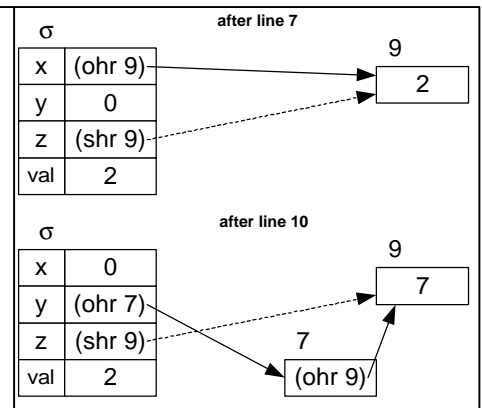 after line 7
σ
9
x (ohr 9)
2
y 0
z (shr 9)
val 2
after line 10
σ
9
x 0
7
y (ohr 7)
z (shr 9)
7
val 2
(ohr 9)